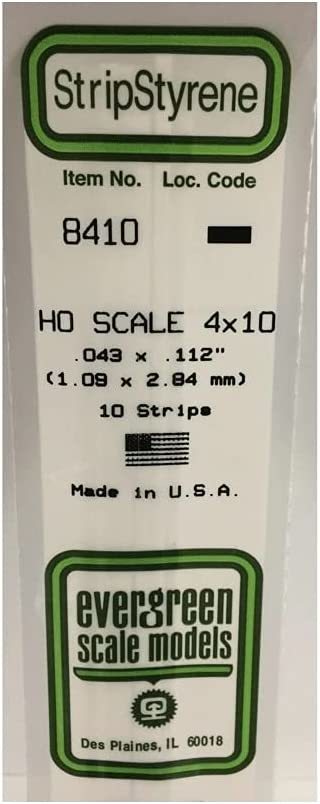 StripStyrene
Item No. Loc. Code
8410
HO SCALE 4x10
.043 x .112"
(1.09 x 2.84 mm)
10 Strips
Made in U.S.A.
evergreen
scale models
Des Plaines, IL 60018